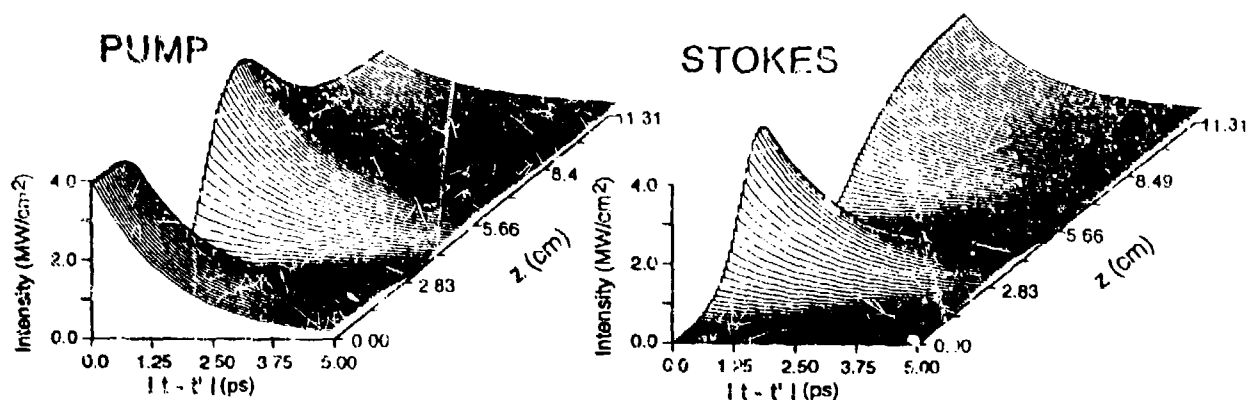 PUMP
Intensity (MW/cm2)
4.0
2.0
0.0
0.0 1.25 2.50 3.75 5.00
| t - t' | (ps)
0.00
2.83
5.66
8.4
11.31
z (cm)
STOKES
Intensity (MW/cm2)
4.0
2.0
0.0
0.0 1.25 2.50 3.75 5.00
| t - t' | (ps)
0.00
2.83
5.66
8.49
11.31
z (cm)